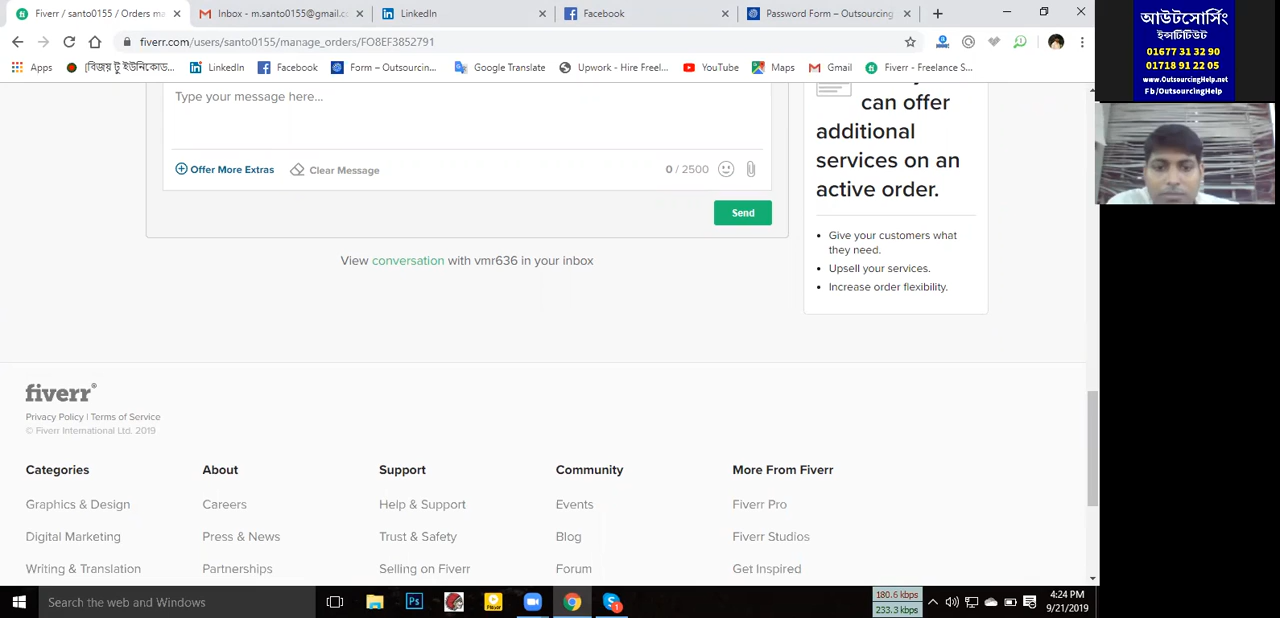 Fiverr / santo0155 / Orders ma
Inbox - m.santo0155@gmail.c
LinkedIn
Facebook
Password Form – Outsourcing
fiverr.com/users/santo0155/manage_orders/FO8EF3852791
Apps
[বিজয় টু ইউনিকোড...
LinkedIn
Facebook
Form – Outsourcin...
Google Translate
Upwork - Hire Freel...
YouTube
Maps
Gmail
Fiverr - Freelance S...
আউটসোর্সিং
ইন্সটিটিউট
01677 31 32 90
01718 91 22 05
www.OutsourcingHelp.net
Fb/OutsourcingHelp
Type your message here...
Offer More Extras
Clear Message
0 / 2500
Send
View conversation with vmr636 in your inbox
can offer
additional
services on an
active order.
• Give your customers what
they need.
• Upsell your services.
• Increase order flexibility.
fiverr®
Privacy Policy | Terms of Service
© Fiverr International Ltd. 2019
Categories
About
Support
Community
More From Fiverr
Graphics & Design
Careers
Help & Support
Events
Fiverr Pro
Digital Marketing
Press & News
Trust & Safety
Blog
Fiverr Studios
Writing & Translation
Partnerships
Selling on Fiverr
Forum
Get Inspired
Search the web and Windows
Ps
180.6 kbps
233.3 kbps
4:24 PM
9/21/2019